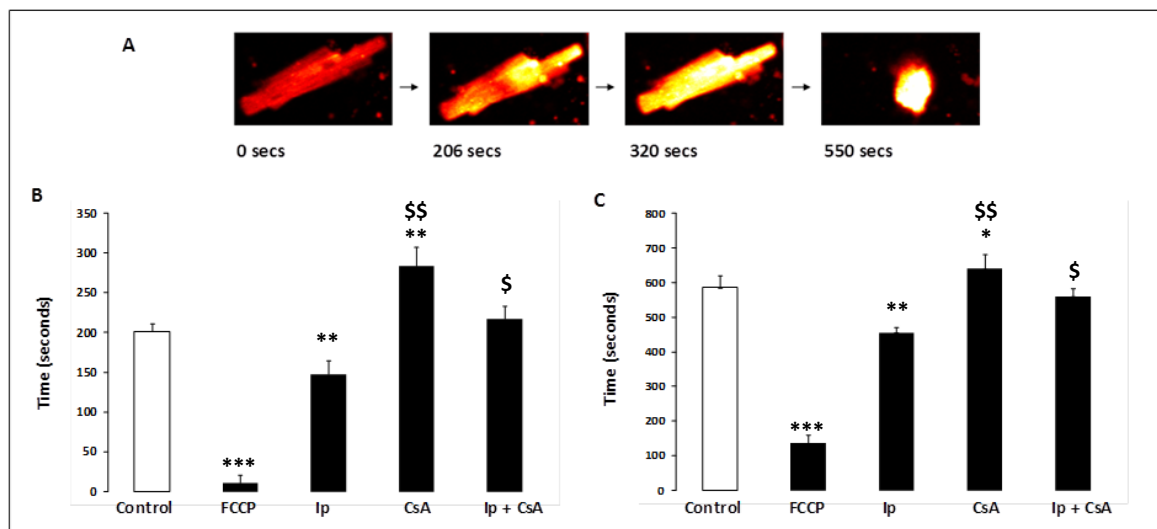 A
0 secs
206 secs
320 secs
550 secs
B
350
300
250
200
150
100
50
0
Time (seconds)
***
**
$$
**
$
Control FCCP Ip CsA Ip + CsA
C
800
700
600
500
400
300
200
100
0
Time (seconds)
***
**
$$
*
$
Control FCCP Ip CsA Ip + CsA